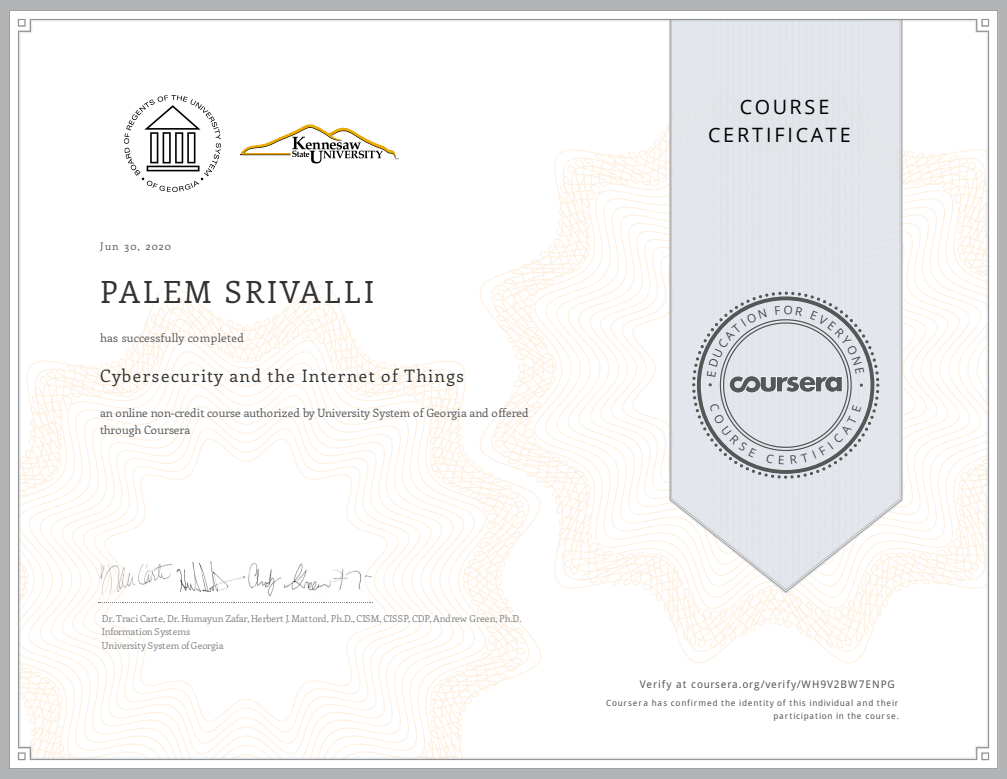 BOARD OF REGENTS OF THE UNIVERSITY SYSTEM
• OF GEORGIA •
Kennesaw
State UNIVERSITY
COURSE
CERTIFICATE
Jun 30, 2020
PALEM SRIVALLI
has successfully completed
Cybersecurity and the Internet of Things
an online non-credit course authorized by University System of Georgia and offered
through Coursera
• EDUCATION FOR EVERYONE •
coursera
COURSE CERTIFICATE
Dr. Traci Carte, Dr. Humayun Zafar, Herbert J. Mattord, Ph.D., CISM, CISSP, CDP, Andrew Green, Ph.D.
Information Systems
University System of Georgia
Verify at coursera.org/verify/WH9V2BW7ENPG
Coursera has confirmed the identity of this individual and their
participation in the course.